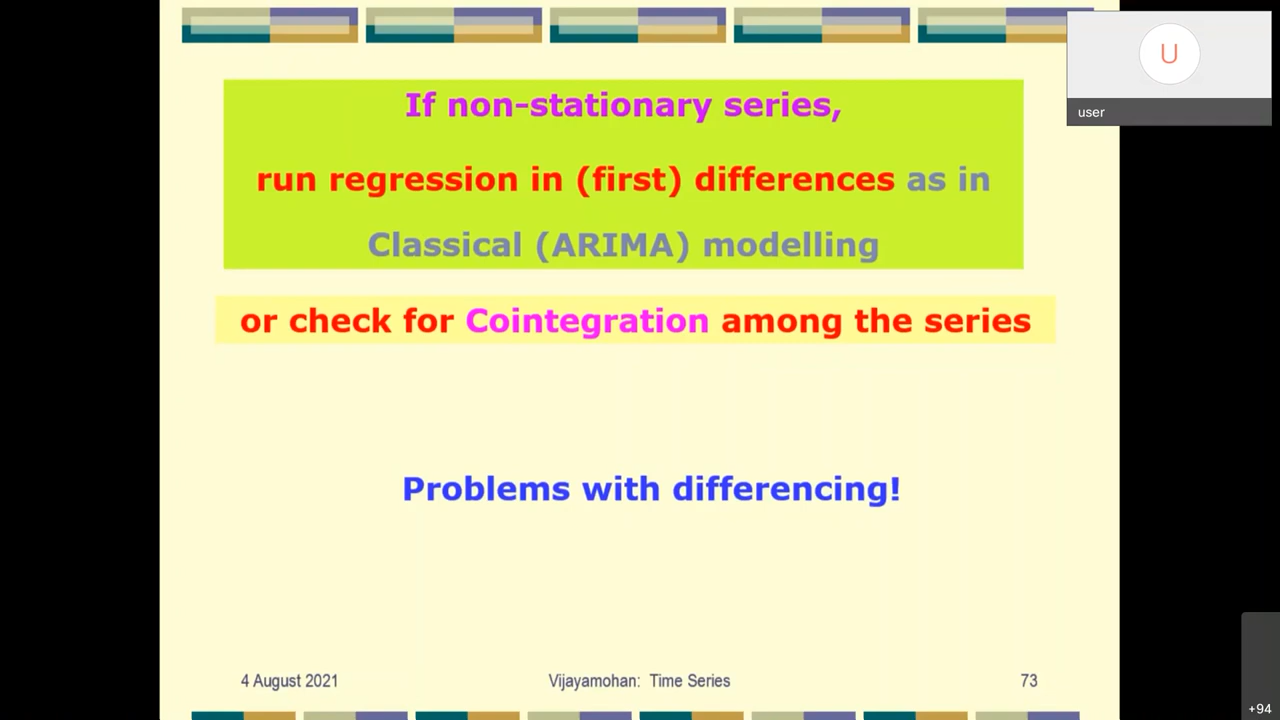 If non-stationary series,
run regression in (first) differences as in
Classical (ARIMA) modelling
or check for Cointegration among the series
Problems with differencing!
4 August 2021
Vijayamohan: Time Series
73
U
user
+94